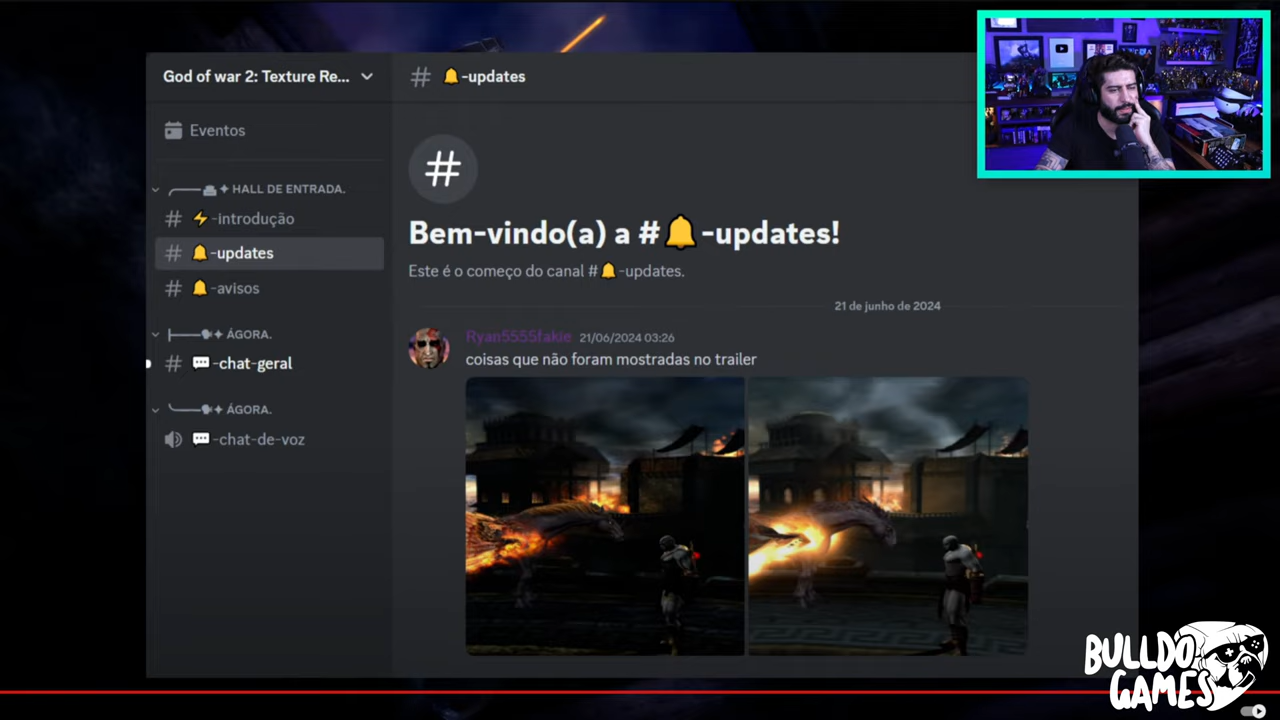 God of war 2: Texture Re...
Eventos
✦ HALL DE ENTRADA.
# ⚡-introdução
# 🔔-updates
# 🔔-avisos
✦ ÁGORA.
# 💬-chat-geral
✦ ÁGORA.
💬-chat-de-voz
# 🔔-updates
#
Bem-vindo(a) a #🔔-updates!
Este é o começo do canal #🔔-updates.
21 de junho de 2024
Ryan5555fakie 21/06/2024 03:26
coisas que não foram mostradas no trailer
BULLDOG
GAMES